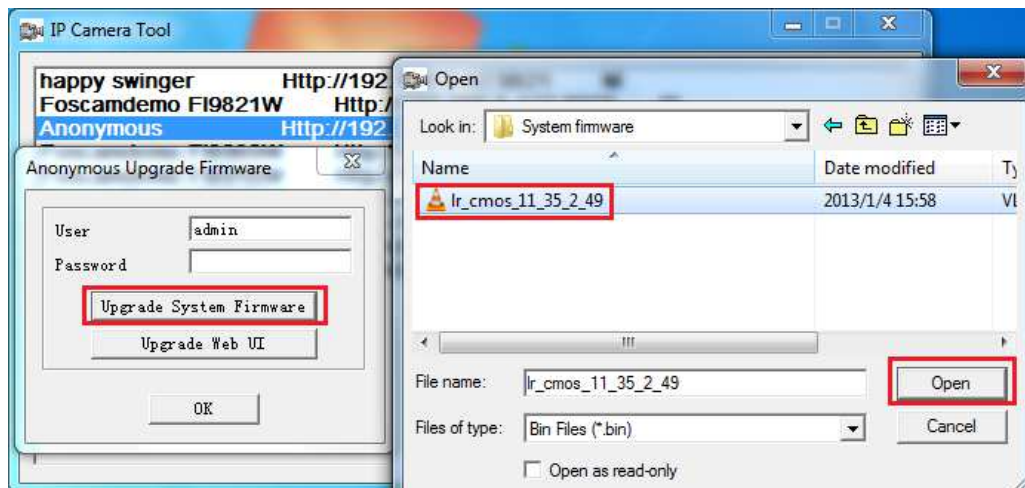 IP Camera Tool
happy swinger Http://192.
Foscamdemo FI9821W Http:/
Anonymous Http://192
Anonymous Upgrade Firmware
User admin
Password
Upgrade System Firmware
Upgrade Web UI
OK
Open
Look in: System firmware
Name Date modified Ty
lr_cmos_11_35_2_49 2013/1/4 15:58 VL
File name: lr_cmos_11_35_2_49 Open
Files of type: Bin Files (*.bin) Cancel
Open as read-only